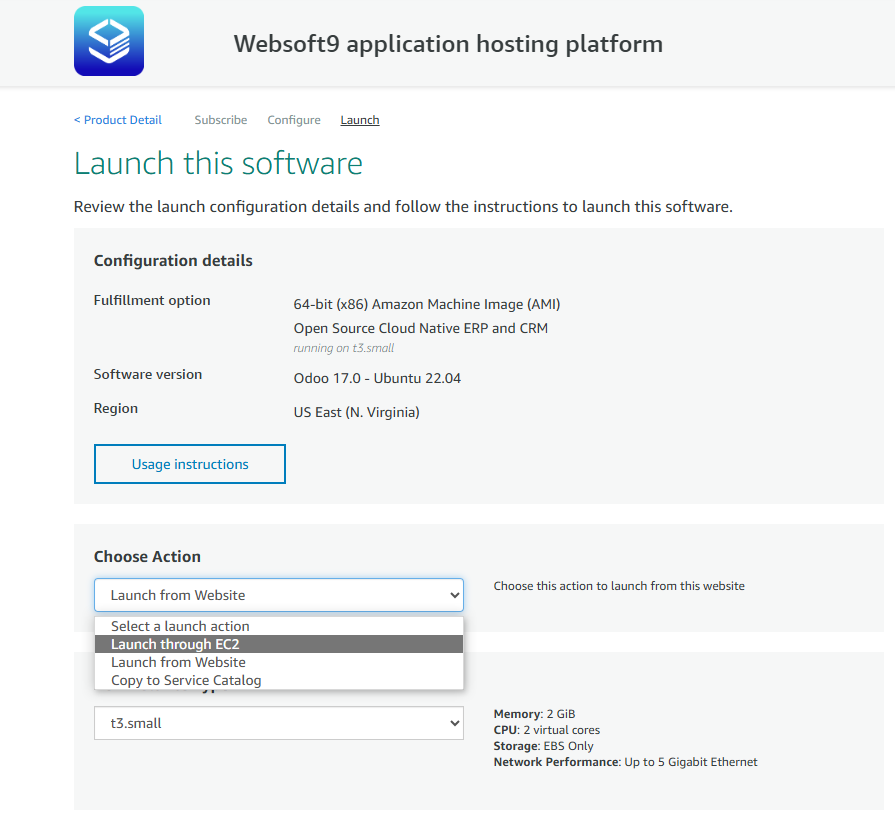 Websoft9 application hosting platform
< Product Detail Subscribe Configure Launch
Launch this software
Review the launch configuration details and follow the instructions to launch this software.
Configuration details
Fulfillment option
64-bit (x86) Amazon Machine Image (AMI)
Open Source Cloud Native ERP and CRM
running on t3.small
Software version
Odoo 17.0 - Ubuntu 22.04
Region
US East (N. Virginia)
Usage instructions
Choose Action
Launch from Website
Choose this action to launch from this website
Select a launch action
Launch through EC2
Launch from Website
Copy to Service Catalog
t3.small
Memory: 2 GiB
CPU: 2 virtual cores
Storage: EBS Only
Network Performance: Up to 5 Gigabit Ethernet